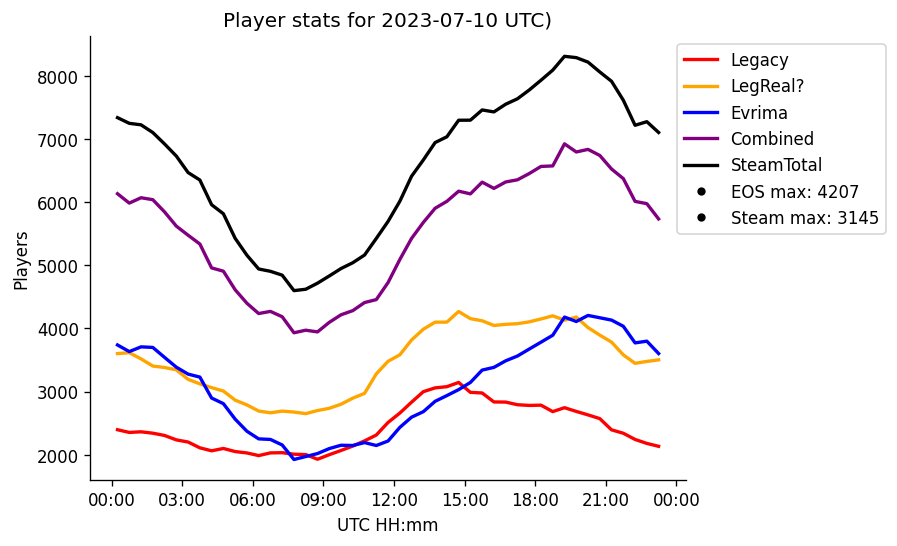 Player stats for 2023-07-10 UTC)
Players
8000
7000
6000
5000
4000
3000
2000
00:00 03:00 06:00 09:00 12:00 15:00 18:00 21:00 00:00
UTC HH:mm
Legacy
LegReal?
Evrima
Combined
SteamTotal
EOS max: 4207
Steam max: 3145